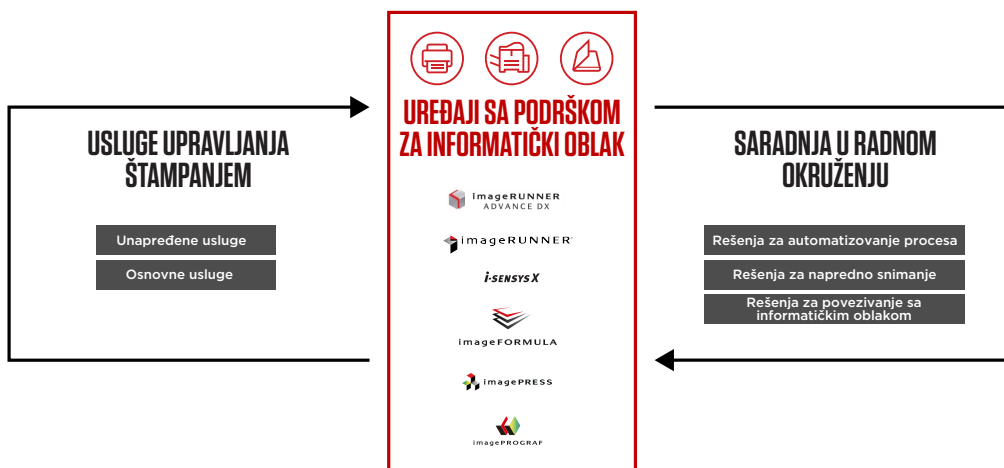 USLUGE UPRAVLJANJA
ŠTAMPANJEM
Unapređene usluge
Osnovne usluge
UREĐAJI SA PODRŠKOM
ZA INFORMATIČKI OBLAK
imageRUNNER
ADVANCE DX
imageRUNNER
i-SENSYS X
imageFORMULA
imagePRESS
imagePROGRAF
SARADNJA U RADNOM
OKRUŽENJU
Rešenja za automatizovanje procesa
Rešenja za napredno snimanje
Rešenja za povezivanje sa
informatičkim oblakom